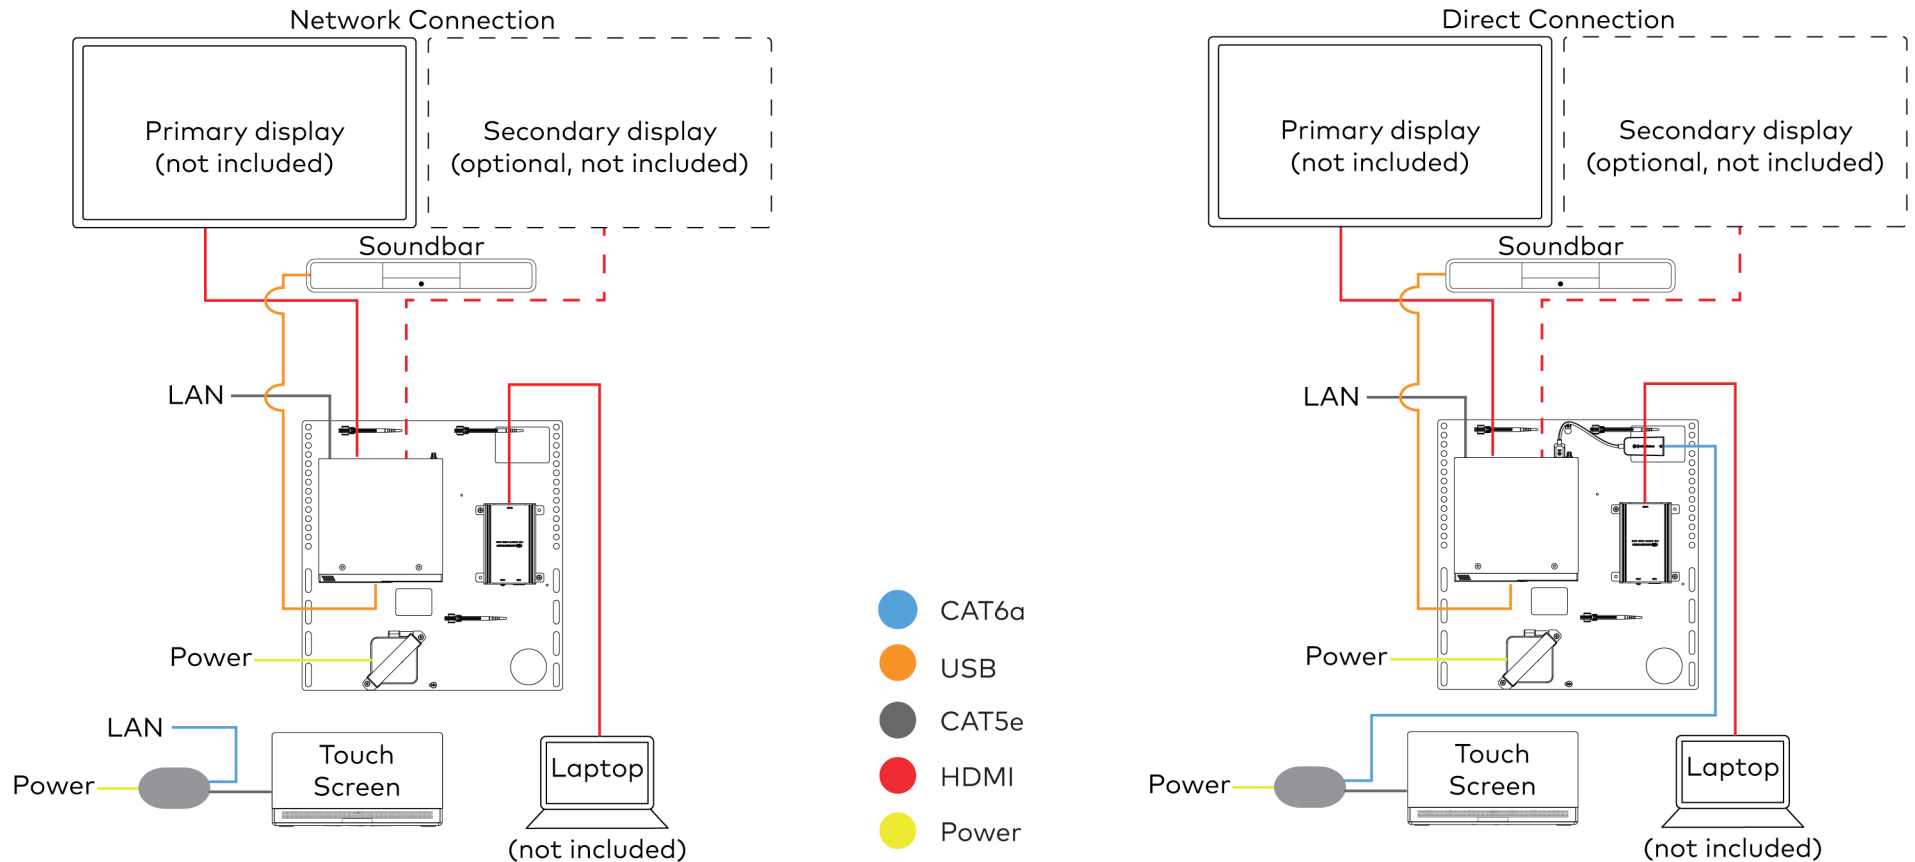 Network Connection
Primary display
(not included)
Secondary display
(optional, not included)
Soundbar
LAN
Power
LAN
Power
Touch
Screen
Laptop
(not included)
CAT6a
USB
CAT5e
HDMI
Power
Direct Connection
Primary display
(not included)
Secondary display
(optional, not included)
Soundbar
LAN
Power
Power
Touch
Screen
Laptop
(not included)